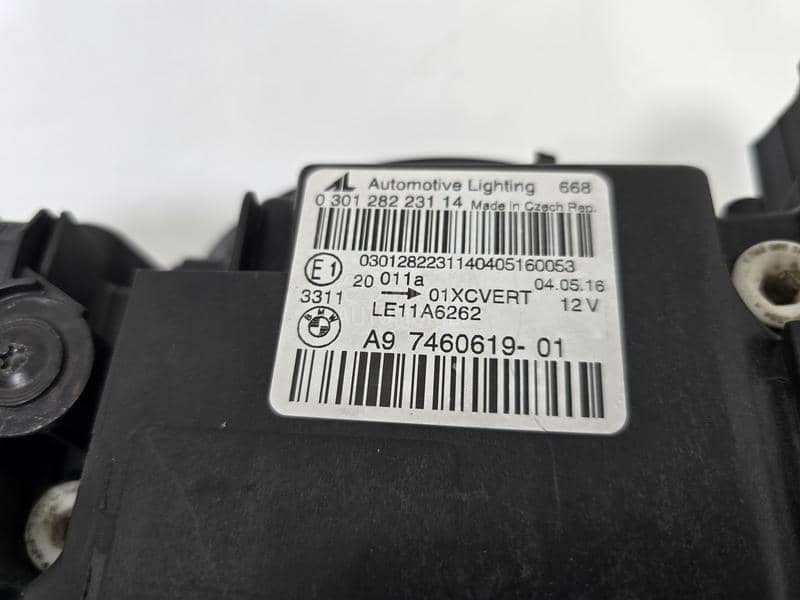 AL Automotive Lighting 668
0 301 282 231 14 Made in Czech Rep.
0301282231140405160053
E1 20 011a 04.05.16
3311 → 01XCVERT 12 V
BMW LE11A6262
A9 7460619-01